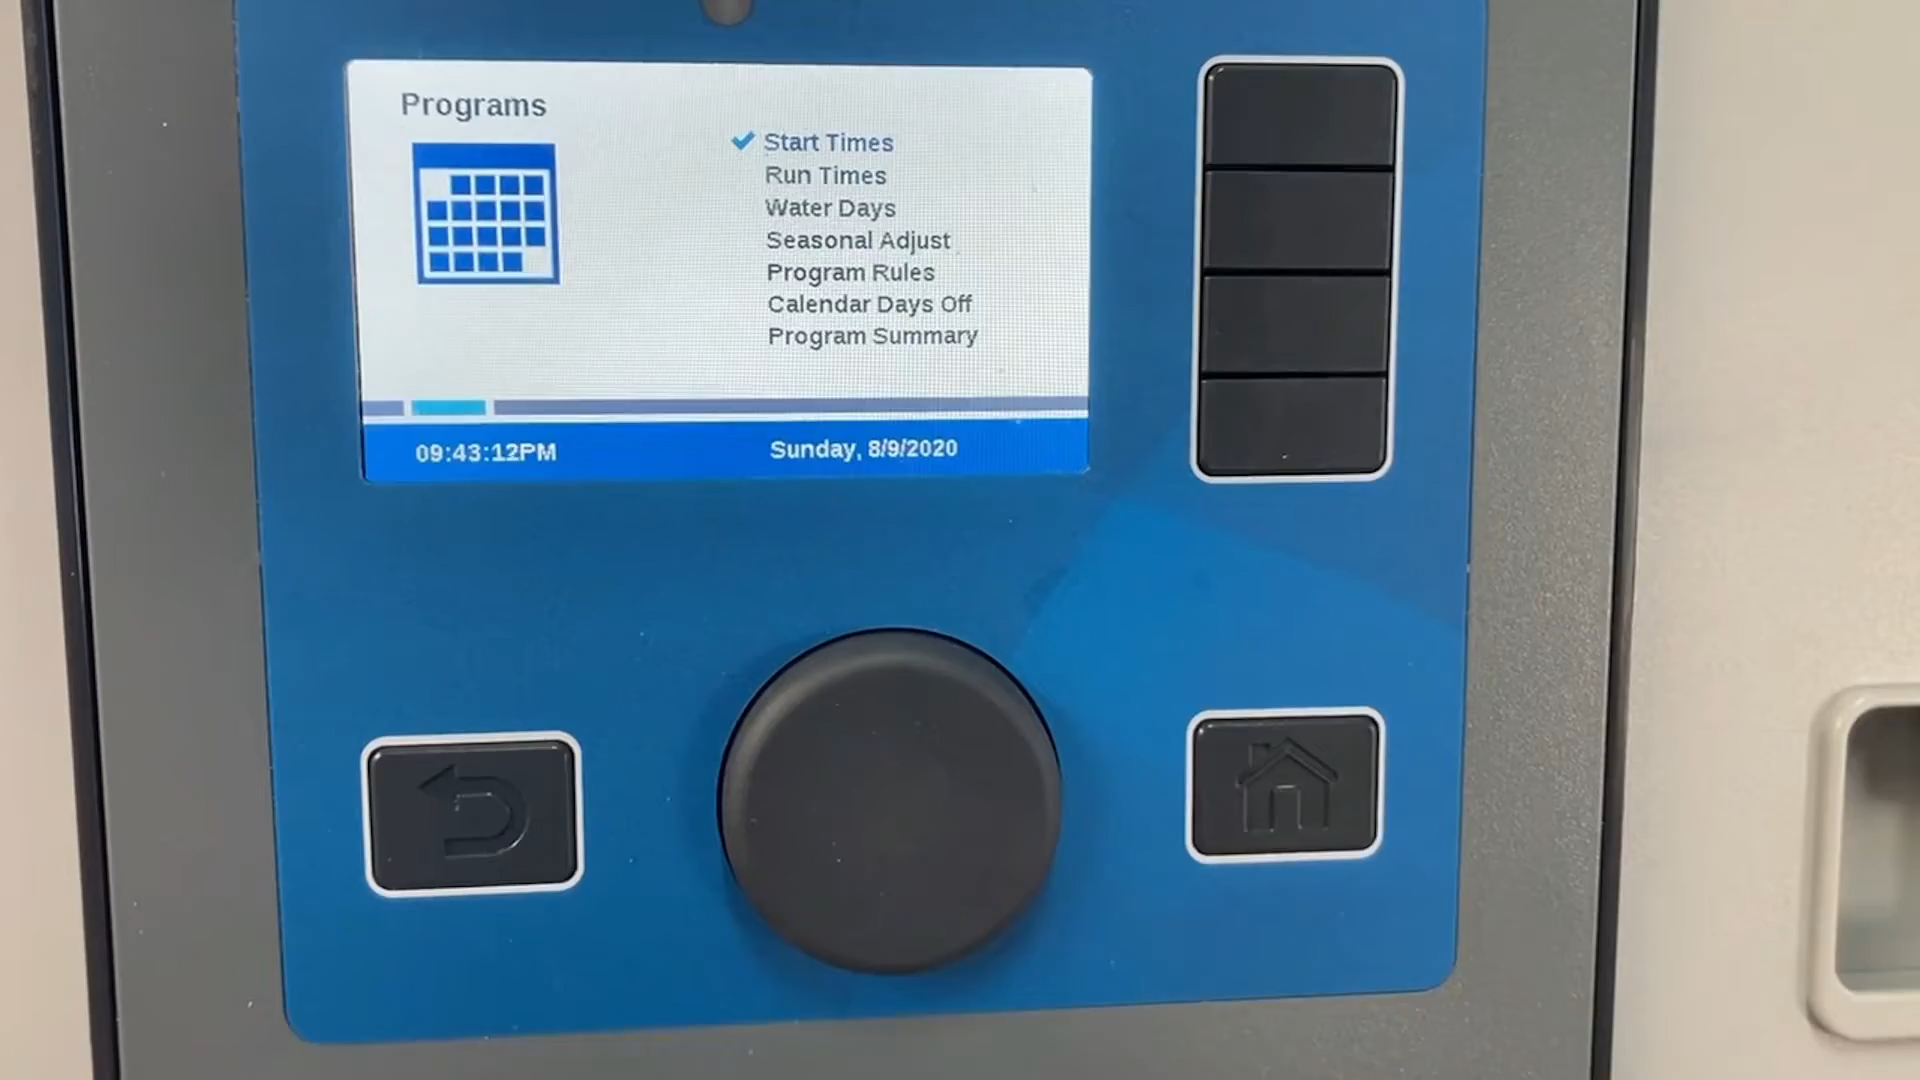 Programs
Start Times
Run Times
Water Days
Seasonal Adjust
Program Rules
Calendar Days Off
Program Summary
09:43:12PM
Sunday, 8/9/2020